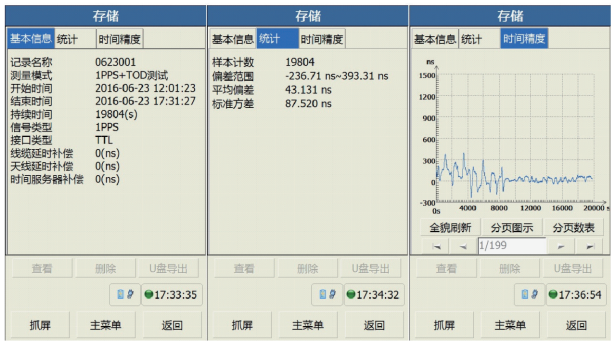 存储
基本信息 统计 时间精度
记录名称 0623001
测量模式 1PPS+TOD测试
开始时间 2016-06-23 12:01:23
结束时间 2016-06-23 17:31:27
持续时间 19804(s)
信号类型 1PPS
接口类型 TTL
线缆延时补偿 0(ns)
天线延时补偿 0(ns)
时间服务器补偿 0(ns)
查看 删除 U盘导出
17:33:35
抓屏 主菜单 返回
存储
基本信息 统计 时间精度
样本计数 19804
偏差范围 -236.71 ns~393.31 ns
平均偏差 43.131 ns
标准方差 87.520 ns
查看 删除 U盘导出
17:34:32
抓屏 主菜单 返回
存储
基本信息 统计 时间精度
ns
1500
1200
900
600
300
0
-300
0s 4000 8000 12000 16000 20000 s
全貌刷新 分页图示 分页数表
1/199
查看 删除 U盘导出
17:36:54
抓屏 主菜单 返回